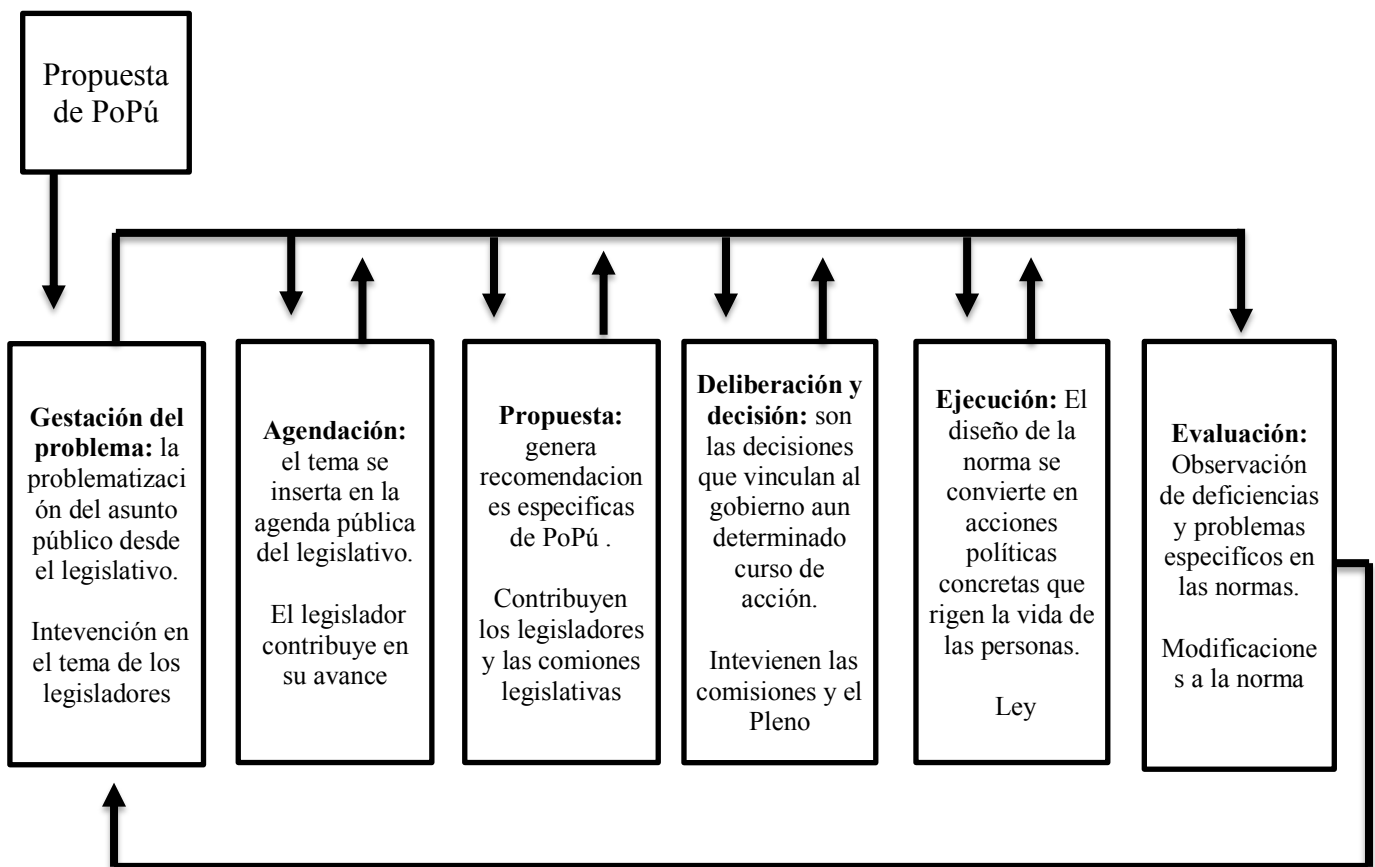 Propuesta
de PoPú
Gestación del
problema: la
problematizaci
ón del asunto
público desde
el legislativo.
Intevención en
el tema de los
legisladores
Agendación:
el tema se
inserta en la
agenda pública
del legislativo.
El legislador
contribuye en
su avance
Propuesta:
genera
recomendacion
es especificas
de PoPú .
Contribuyen
los legisladores
y las comiones
legislativas
Deliberación y
decisión: son
las decisiones
que vinculan al
gobierno aun
determinado
curso de
acción.
Intevienen las
comisiones y el
Pleno
Ejecución: El
diseño de la
norma se
convierte en
acciones
políticas
concretas que
rigen la vida de
las personas.
Ley
Evaluación:
Observación
de deficiencias
y problemas
especifícos en
las normas.
Modificacione
s a la norma